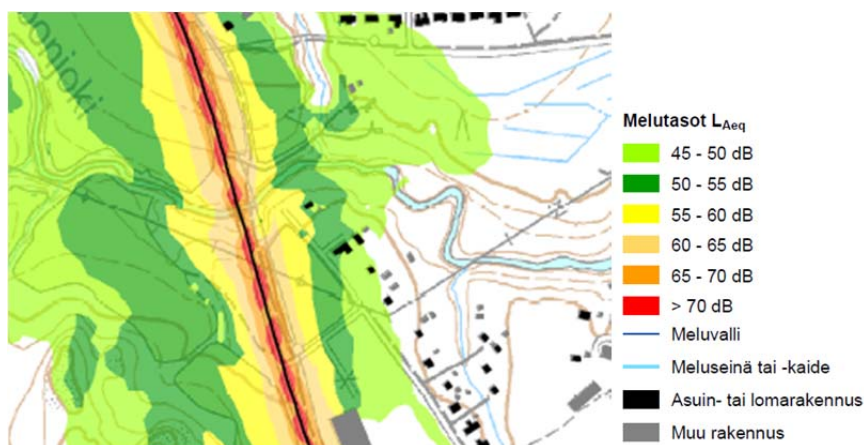 Melutasot LAeq
45 - 50 dB
50 - 55 dB
55 - 60 dB
60 - 65 dB
65 - 70 dB
> 70 dB
Meluvalli
Meluseinä tai -kaide
Asuin- tai lomarakennus
Muu rakennus